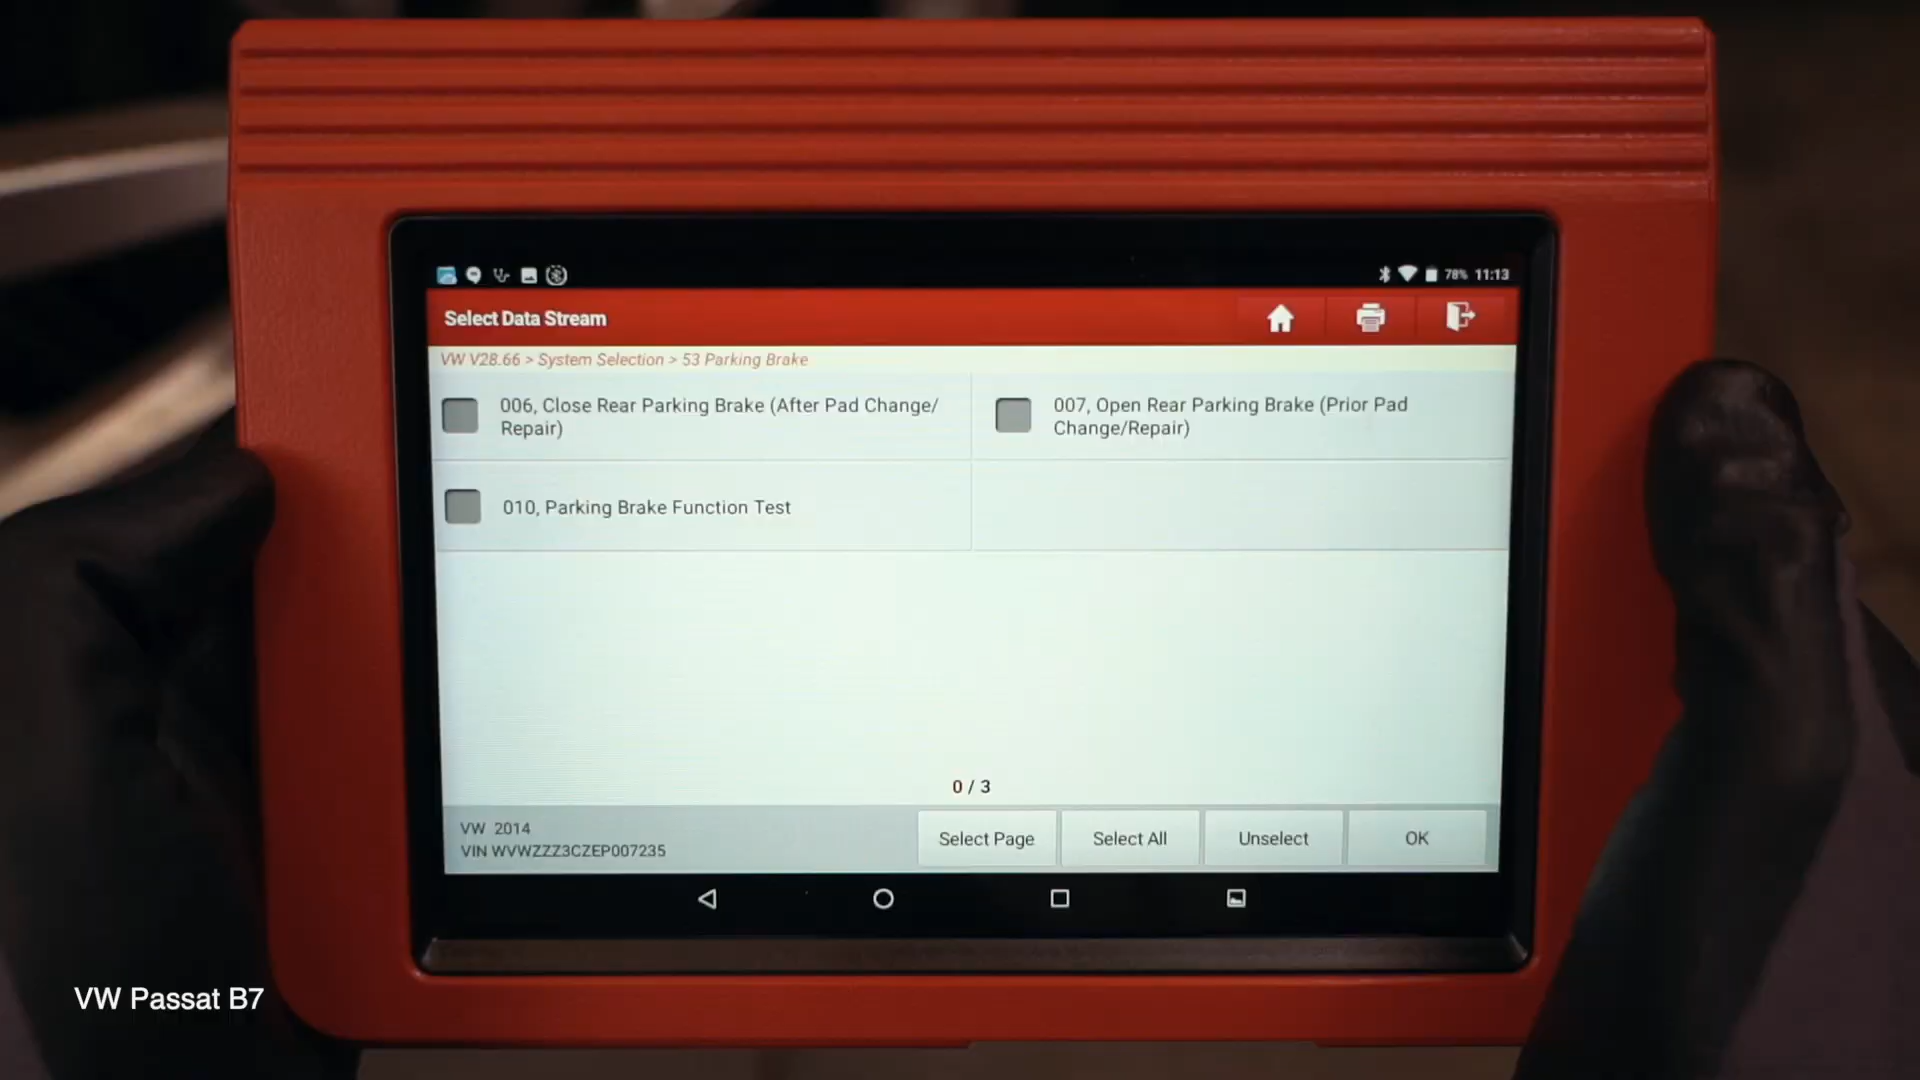 78% 11:13
Select Data Stream
VW V28.66 > System Selection > 53 Parking Brake
006, Close Rear Parking Brake (After Pad Change/
Repair)
007, Open Rear Parking Brake (Prior Pad
Change/Repair)
010, Parking Brake Function Test
0 / 3
VW 2014
VIN WVWZZZ3CZEP007235
Select Page
Select All
Unselect
OK
VW Passat B7